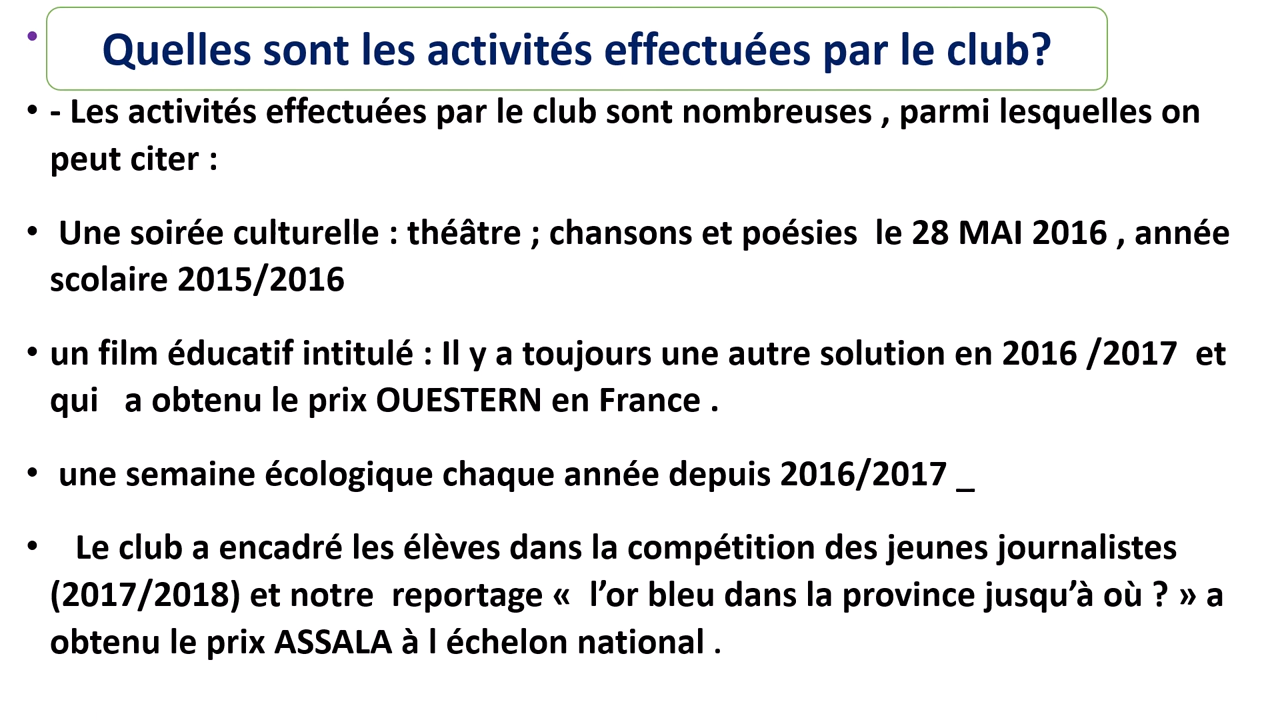 Quelles sont les activités effectuées par le club?
• - Les activités effectuées par le club sont nombreuses , parmi lesquelles on
peut citer :
• Une soirée culturelle : théâtre ; chansons et poésies  le 28 MAI 2016 , année
scolaire 2015/2016
• un film éducatif intitulé : Il y a toujours une autre solution en 2016 /2017  et
qui   a obtenu le prix OUESTERN en France .
• une semaine écologique chaque année depuis 2016/2017 _
• Le club a encadré les élèves dans la compétition des jeunes journalistes
(2017/2018) et notre  reportage «  l’or bleu dans la province jusqu’à où ? » a
obtenu le prix ASSALA à l échelon national .